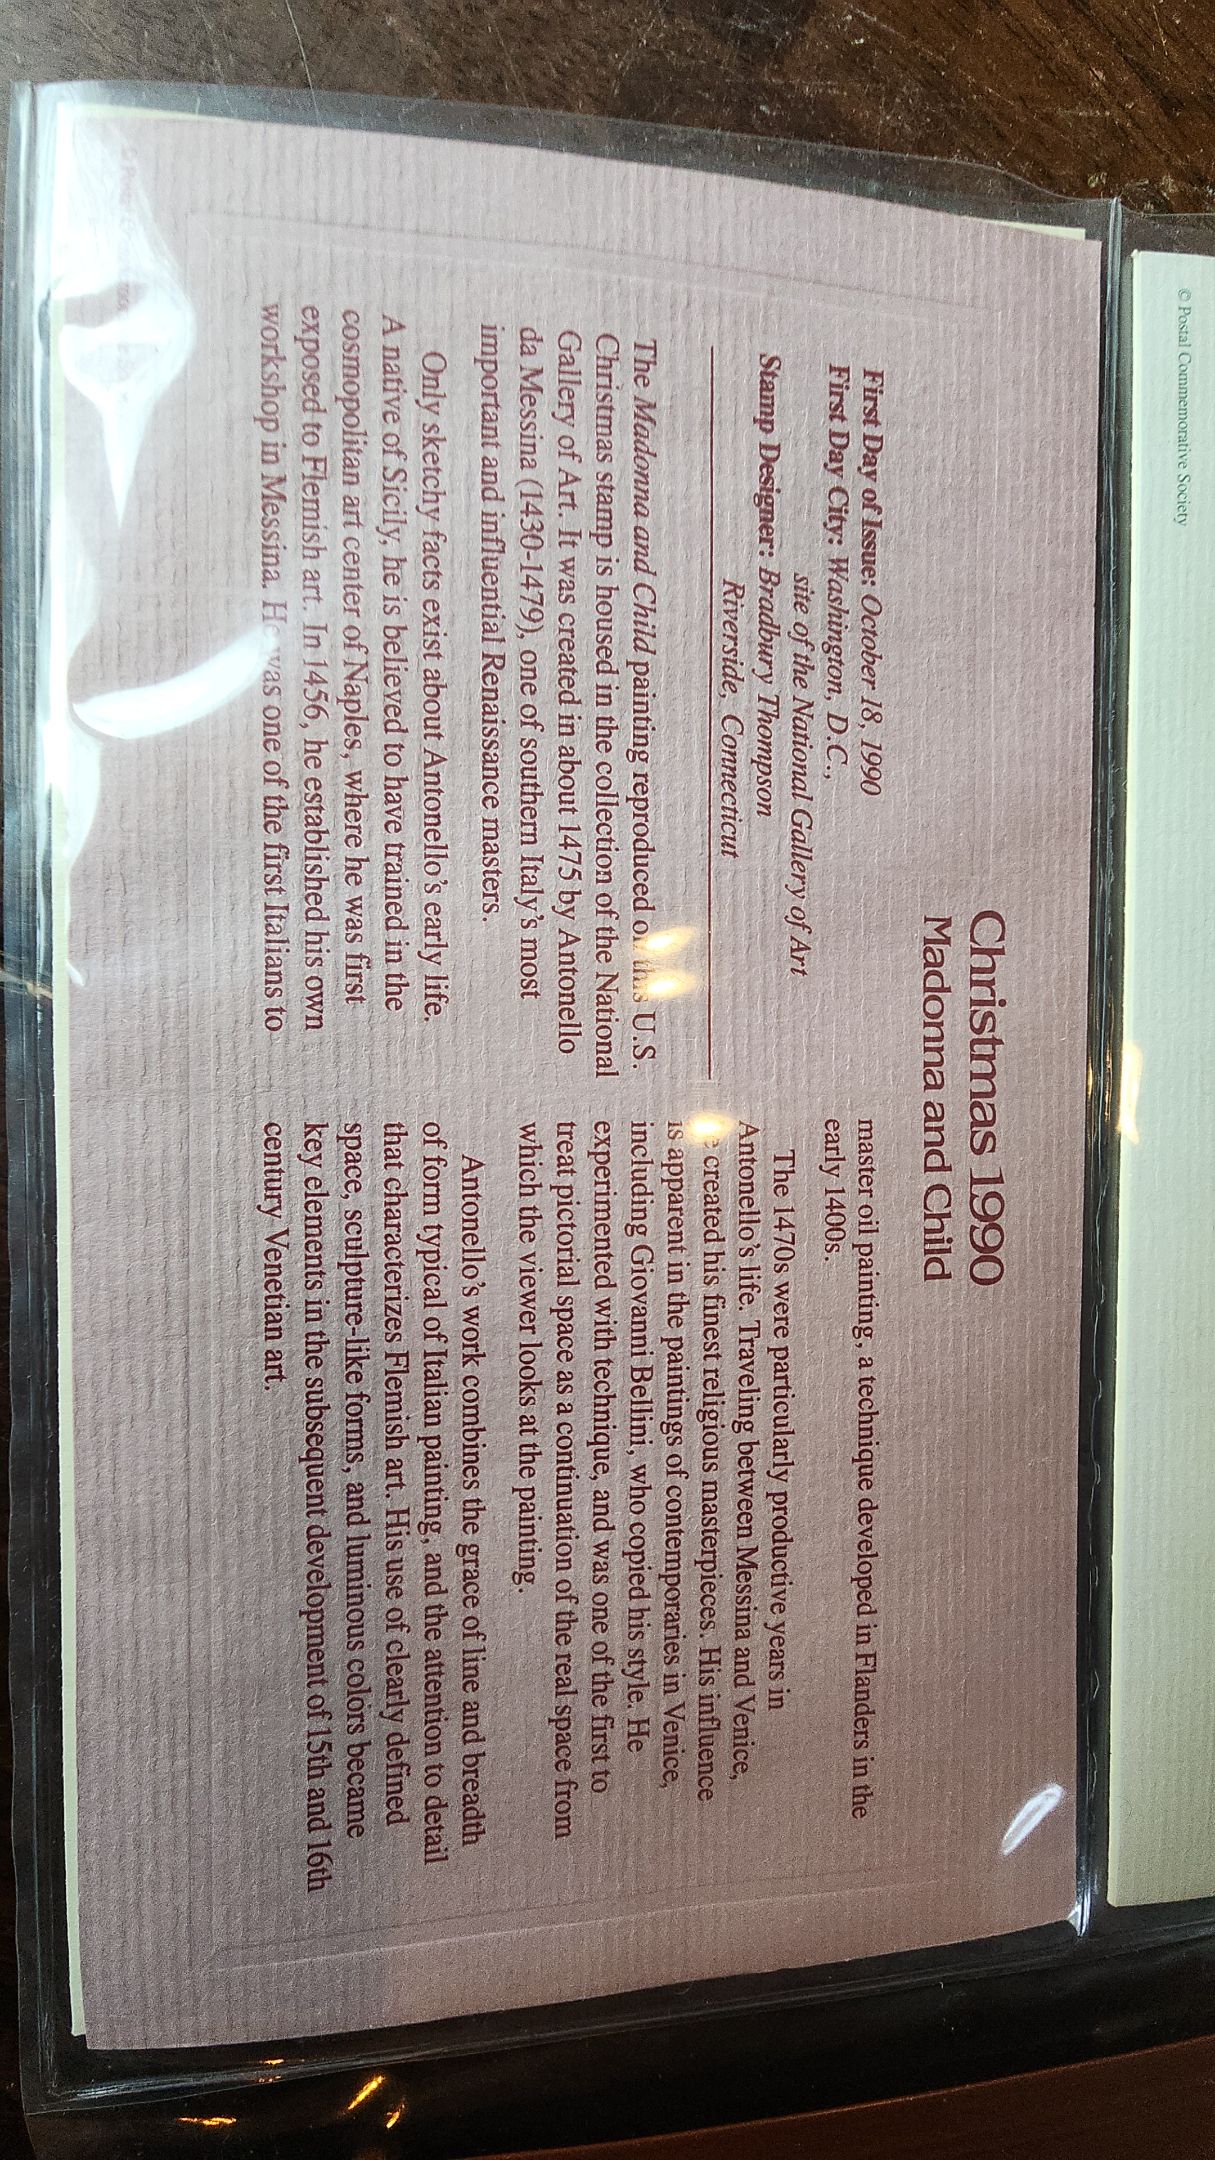 © Postal Commemorative Society
Christmas 1990
Madonna and Child
First Day of Issue: October 18, 1990
First Day City: Washington, D.C.,
site of the National Gallery of Art
Stamp Designer: Bradbury Thompson
Riverside, Connecticut
The Madonna and Child painting reproduced on this U.S.
Christmas stamp is housed in the collection of the National
Gallery of Art. It was created in about 1475 by Antonello
da Messina (1430-1479), one of southern Italy's most
important and influential Renaissance masters.
Only sketchy facts exist about Antonello's early life.
A native of Sicily, he is believed to have trained in the
cosmopolitan art center of Naples, where he was first
exposed to Flemish art. In 1456, he established his own
workshop in Messina. He was one of the first Italians to
master oil painting, a technique developed in Flanders in the
early 1400s.
The 1470s were particularly productive years in
Antonello's life. Traveling between Messina and Venice,
created his finest religious masterpieces. His influence
is apparent in the paintings of contemporaries in Venice,
including Giovanni Bellini, who copied his style. He
experimented with technique, and was one of the first to
treat pictorial space as a continuation of the real space from
which the viewer looks at the painting.
Antonello's work combines the grace of line and breadth
of form typical of Italian painting, and the attention to detail
that characterizes Flemish art. His use of clearly defined
space, sculpture-like forms, and luminous colors became
key elements in the subsequent development of 15th and 16th
century Venetian art.